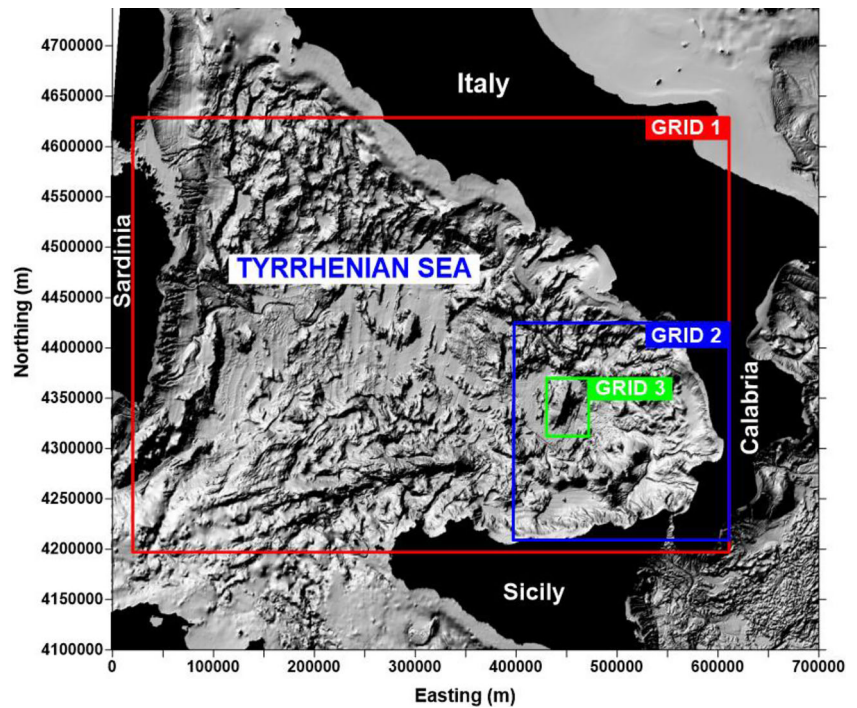 4700000
4650000
4600000
4550000
4500000
4450000
4400000
4350000
4300000
4250000
4200000
4150000
4100000
Northing (m)
Italy
GRID 1
Sardinia
TYRRHENIAN SEA
GRID 2
GRID 3
Calabria
Sicily
0 100000 200000 300000 400000 500000 600000 700000
Easting (m)